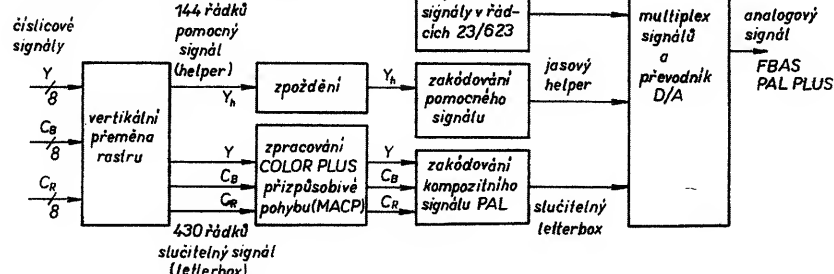 číslicové
signály
Y
8
C_B
8
C_R
8
vertikální
přeměna
rastru
144 řádků
pomocný
signál
(helper)
Y_h
zpoždění
Y_h
zakódování
pomocného
signálu
jasový
helper
Y
C_B
C_R
430 řádků
slučitelný signál
(letterbox)
zpracování
COLOR PLUS
přizpůsobivé
pohybu(MACP)
Y
C_B
C_R
zakódování
kompozitního
signálu PAL
slučitelný
letterbox
signály v řád-
cích 23/623
multiplex
signálů
a
převodník
D/A
analogový
signál
FBAS
PAL PLUS